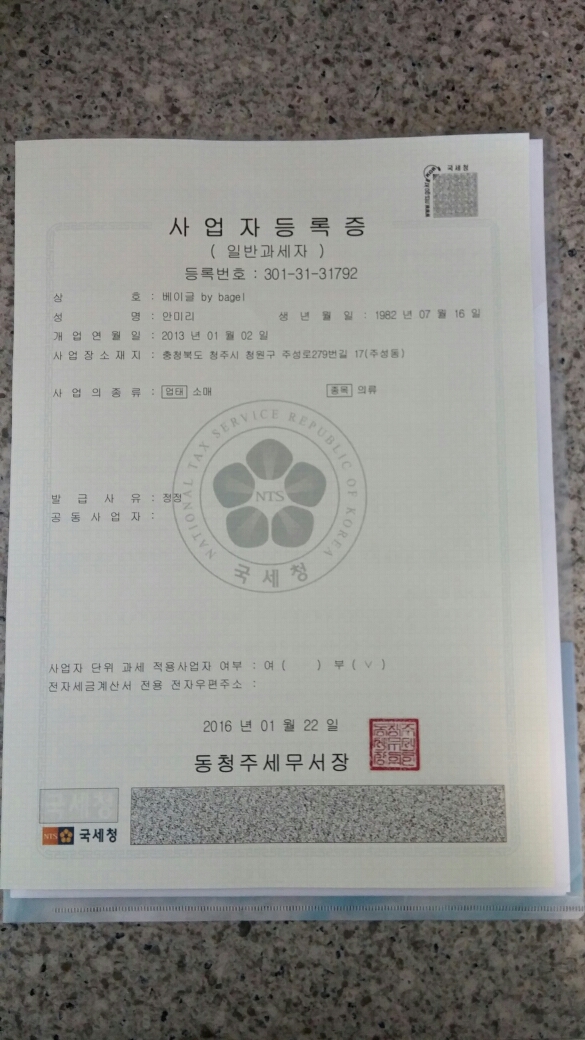 국세청
사업자등록증
( 일반과세자 )
등록번호 : 301-31-31792
상 호 : 베이글 by bagel
성 명 : 안미리 생 년 월 일 : 1982 년 07 월 16 일
개 업 연 월 일 : 2013 년 01 월 02 일
사 업 장 소 재 지 : 충청북도 청주시 청원구 주성로279번길 17(주성동)
사 업 의 종 류 : 업태 소매 종목 의류
NATIONAL TAX SERVICE REPUBLIC OF KOREA
NTS
국세청
발 급 사 유 : 정정
공 동 사 업 자 :
사업자 단위 과세 적용사업자 여부 : 여 ( ) 부 ( ∨ )
전자세금계산서 전용 전자우편주소 :
2016 년 01 월 22 일
동청주세무서장
NTS 국세청